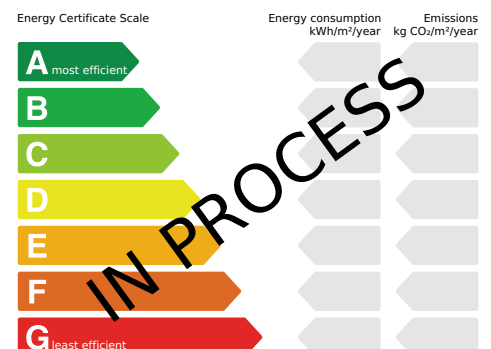 Energy Certificate Scale
Energy consumption
kWh/m²/year
Emissions
kg CO₂/m²/year
A most efficient
B
C
D
E
F
G least efficient
IN PROCESS